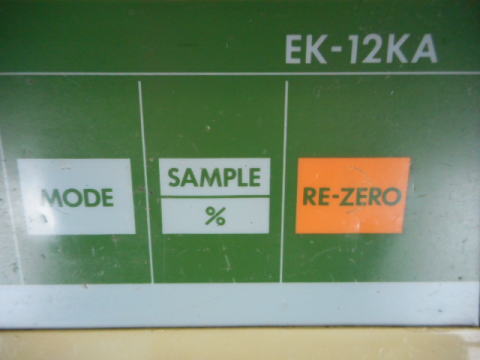 EK-12KA
MODE
SAMPLE
%
RE-ZERO